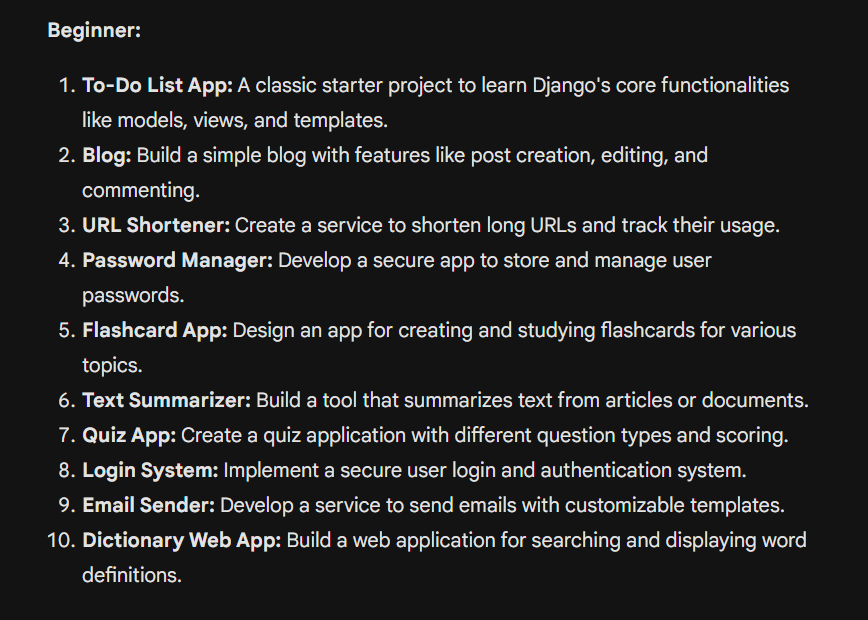 Beginner:
1. To-Do List App: A classic starter project to learn Django's core functionalities
like models, views, and templates.
2. Blog: Build a simple blog with features like post creation, editing, and
commenting.
3. URL Shortener: Create a service to shorten long URLs and track their usage.
4. Password Manager: Develop a secure app to store and manage user
passwords.
5. Flashcard App: Design an app for creating and studying flashcards for various
topics.
6. Text Summarizer: Build a tool that summarizes text from articles or documents.
7. Quiz App: Create a quiz application with different question types and scoring.
8. Login System: Implement a secure user login and authentication system.
9. Email Sender: Develop a service to send emails with customizable templates.
10. Dictionary Web App: Build a web application for searching and displaying word
definitions.